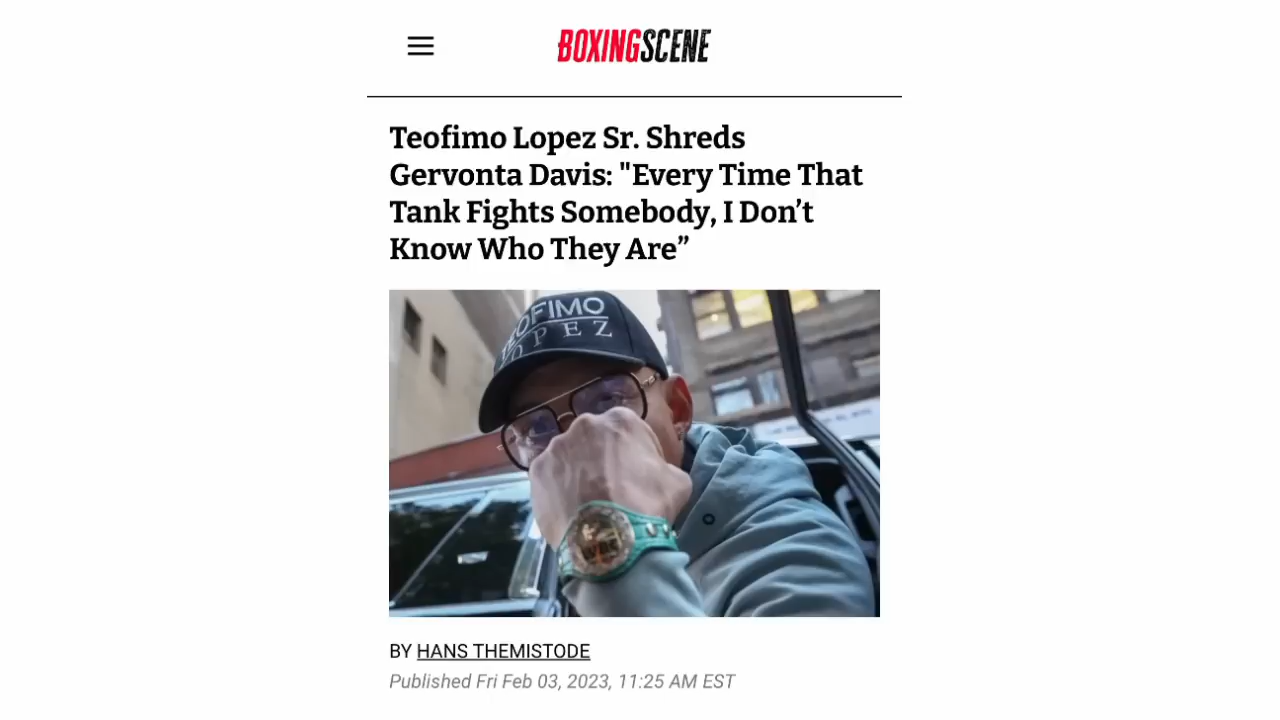 BOXINGSCENE
Teofimo Lopez Sr. Shreds
Gervonta Davis: "Every Time That
Tank Fights Somebody, I Don’t
Know Who They Are”
TEOFIMO
LOPEZ
BY HANS THEMISTODE
Published Fri Feb 03, 2023, 11:25 AM EST